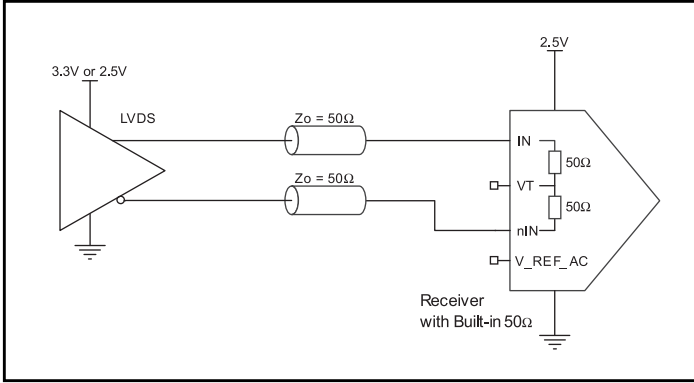 2.5V
3.3V or 2.5V
LVDS
Zo = 50Ω
IN
50Ω
Zo = 50Ω
VT
50Ω
nIN
V_REF_AC
Receiver
with Built-in 50Ω